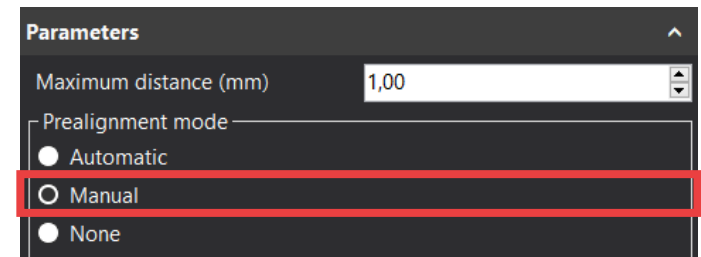 Parameters
Maximum distance (mm) 1,00
Prealignment mode
Automatic
Manual
None